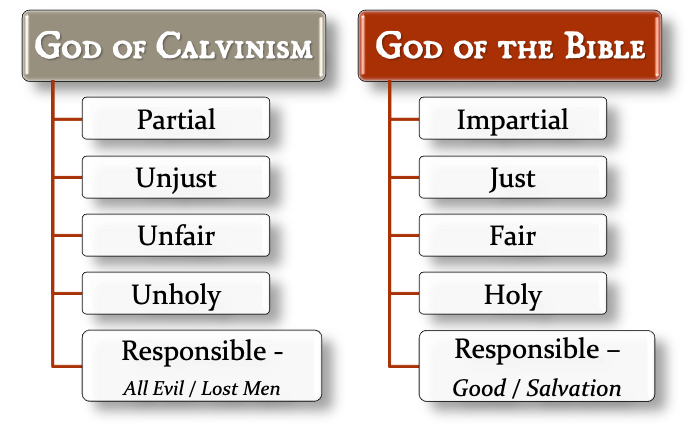 God of Calvinism
Partial
Unjust
Unfair
Unholy
Responsible -
All Evil / Lost Men
God of the Bible
Impartial
Just
Fair
Holy
Responsible –
Good / Salvation